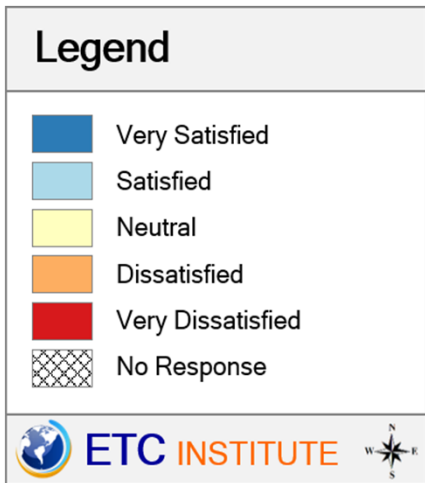 Legend
Very Satisfied
Satisfied
Neutral
Dissatisfied
Very Dissatisfied
No Response
ETC INSTITUTE
N
W E
S